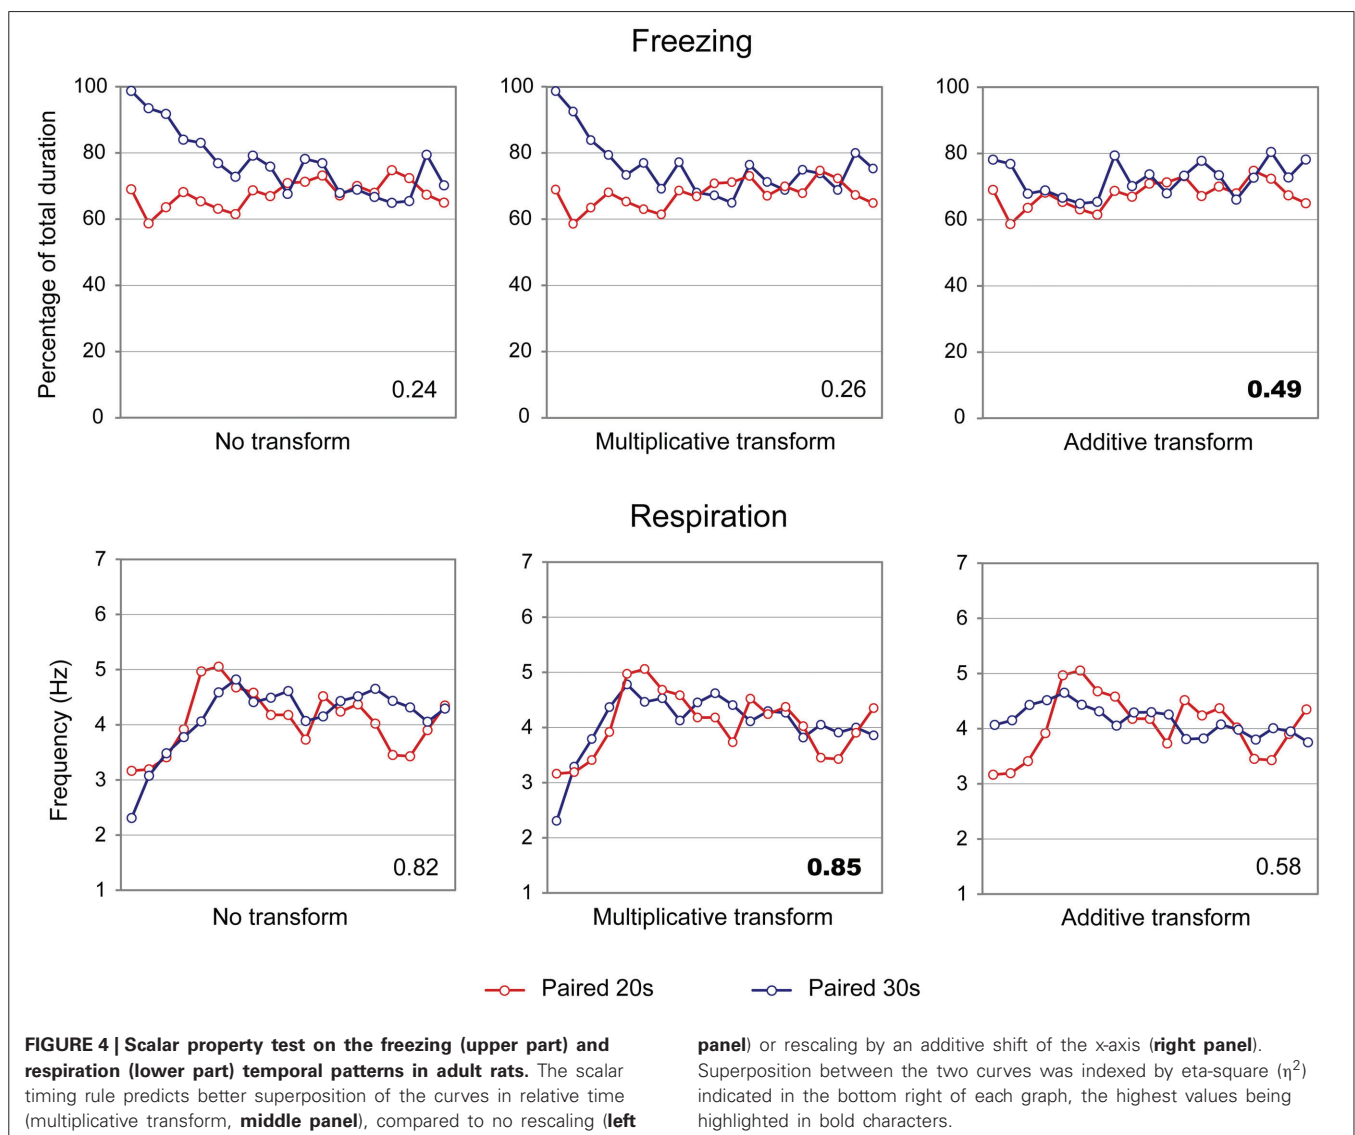 Freezing
Percentage of total duration
100
80
60
40
20
0
0.24
No transform
100
80
60
40
20
0
0.26
Multiplicative transform
100
80
60
40
20
0
0.49
Additive transform
Respiration
Frequency (Hz)
7
6
5
4
3
2
1
0.82
No transform
7
6
5
4
3
2
1
0.85
Multiplicative transform
7
6
5
4
3
2
1
0.58
Additive transform
Paired 20s
Paired 30s
FIGURE 4 | Scalar property test on the freezing (upper part) and
respiration (lower part) temporal patterns in adult rats. The scalar
timing rule predicts better superposition of the curves in relative time
(multiplicative transform, middle panel), compared to no rescaling (left
panel) or rescaling by an additive shift of the x-axis (right panel).
Superposition between the two curves was indexed by eta-square (η²)
indicated in the bottom right of each graph, the highest values being
highlighted in bold characters.